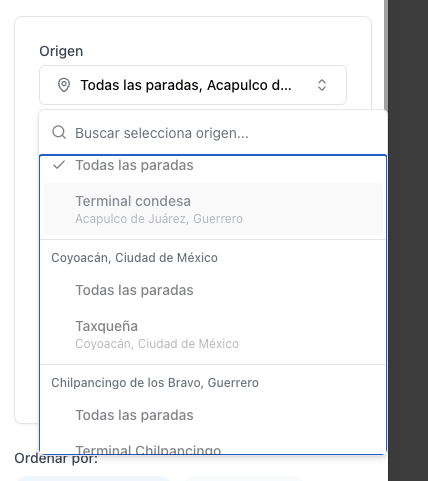 Origen
Todas las paradas, Acapulco d...
Buscar selecciona origen...
Todas las paradas
Terminal condesa
Acapulco de Juárez, Guerrero
Coyoacán, Ciudad de México
Todas las paradas
Taxqueña
Coyoacán, Ciudad de México
Chilpancingo de los Bravo, Guerrero
Todas las paradas
Terminal Chilpancingo
Ordenar por: